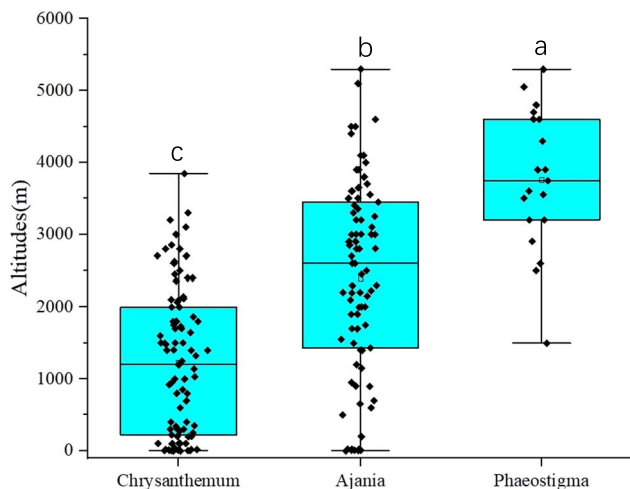 6000
5000
4000
3000
2000
1000
0
Altitudes(m)
c
b
a
Chrysanthemum
Ajania
Phaeostigma